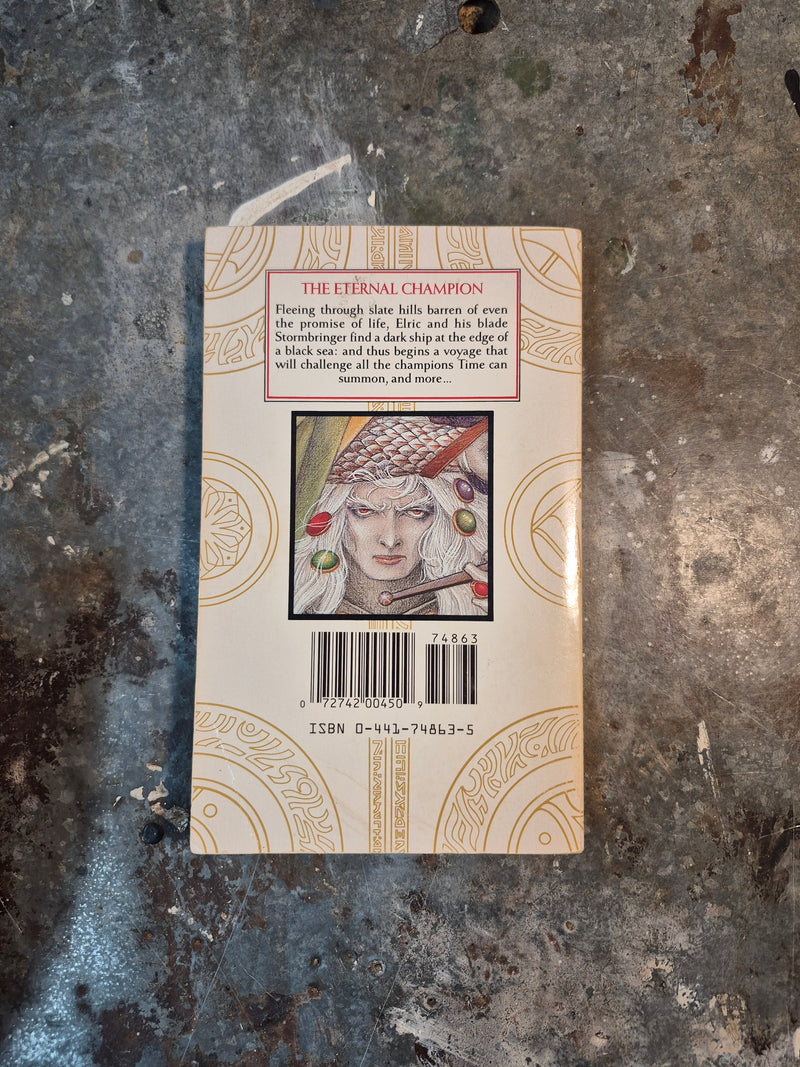 THE ETERNAL CHAMPION
Fleeing through slate hills barren of even
the promise of life, Elric and his blade
Stormbringer find a dark ship at the edge of
a black sea: and thus begins a voyage that
will challenge all the champions Time can
summon, and more...
74863
0 72742 00450 9
ISBN 0-441-74863-5